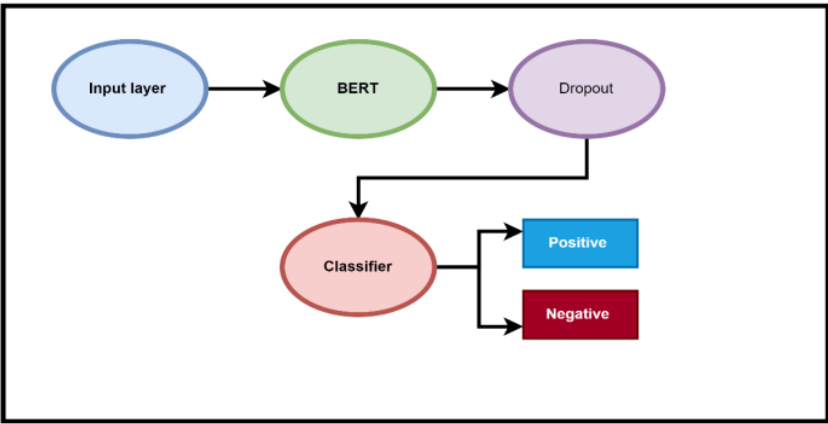 Input layer
BERT
Dropout
Classifier
Positive
Negative